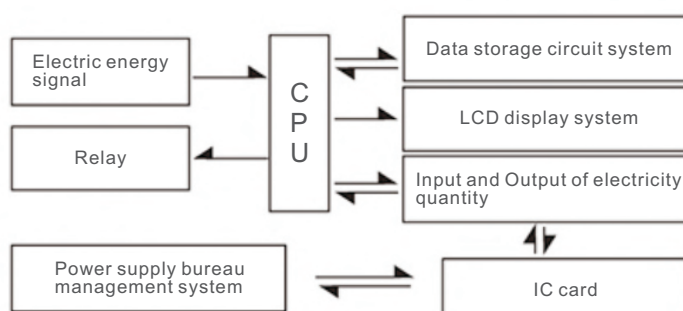 Electric energy
signal
Relay
C
P
U
Data storage circuit system
LCD display system
Input and Output of electricity
quantity
Power supply bureau
management system
IC card